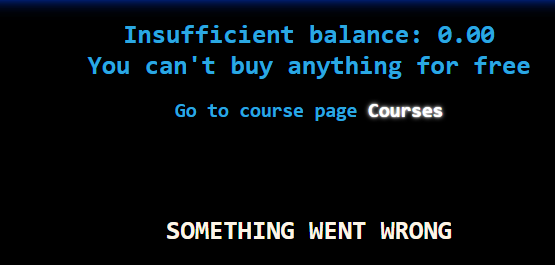 Insufficient balance: 0.00
You can't buy anything for free
Go to course page Courses
SOMETHING WENT WRONG